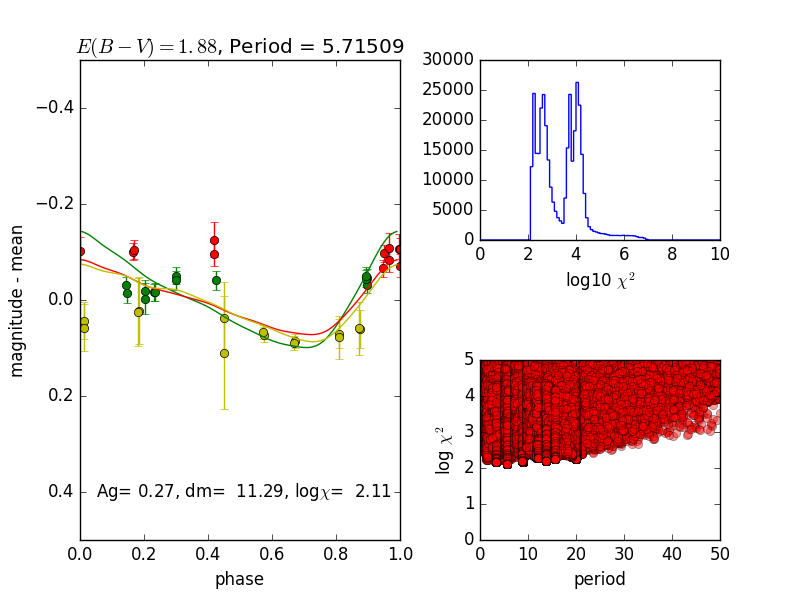 E(B−V)=1.88, Period = 5.71509
magnitude - mean
−0.4
−0.2
0.0
0.2
0.4
Ag= 0.27, dm=  11.29, logχ=  2.11
0.0 0.2 0.4 0.6 0.8 1.0
phase
30000
25000
20000
15000
10000
5000
0
0 2 4 6 8 10
log10 χ²
log χ²
5
4
3
2
1
0
0 10 20 30 40 50
period